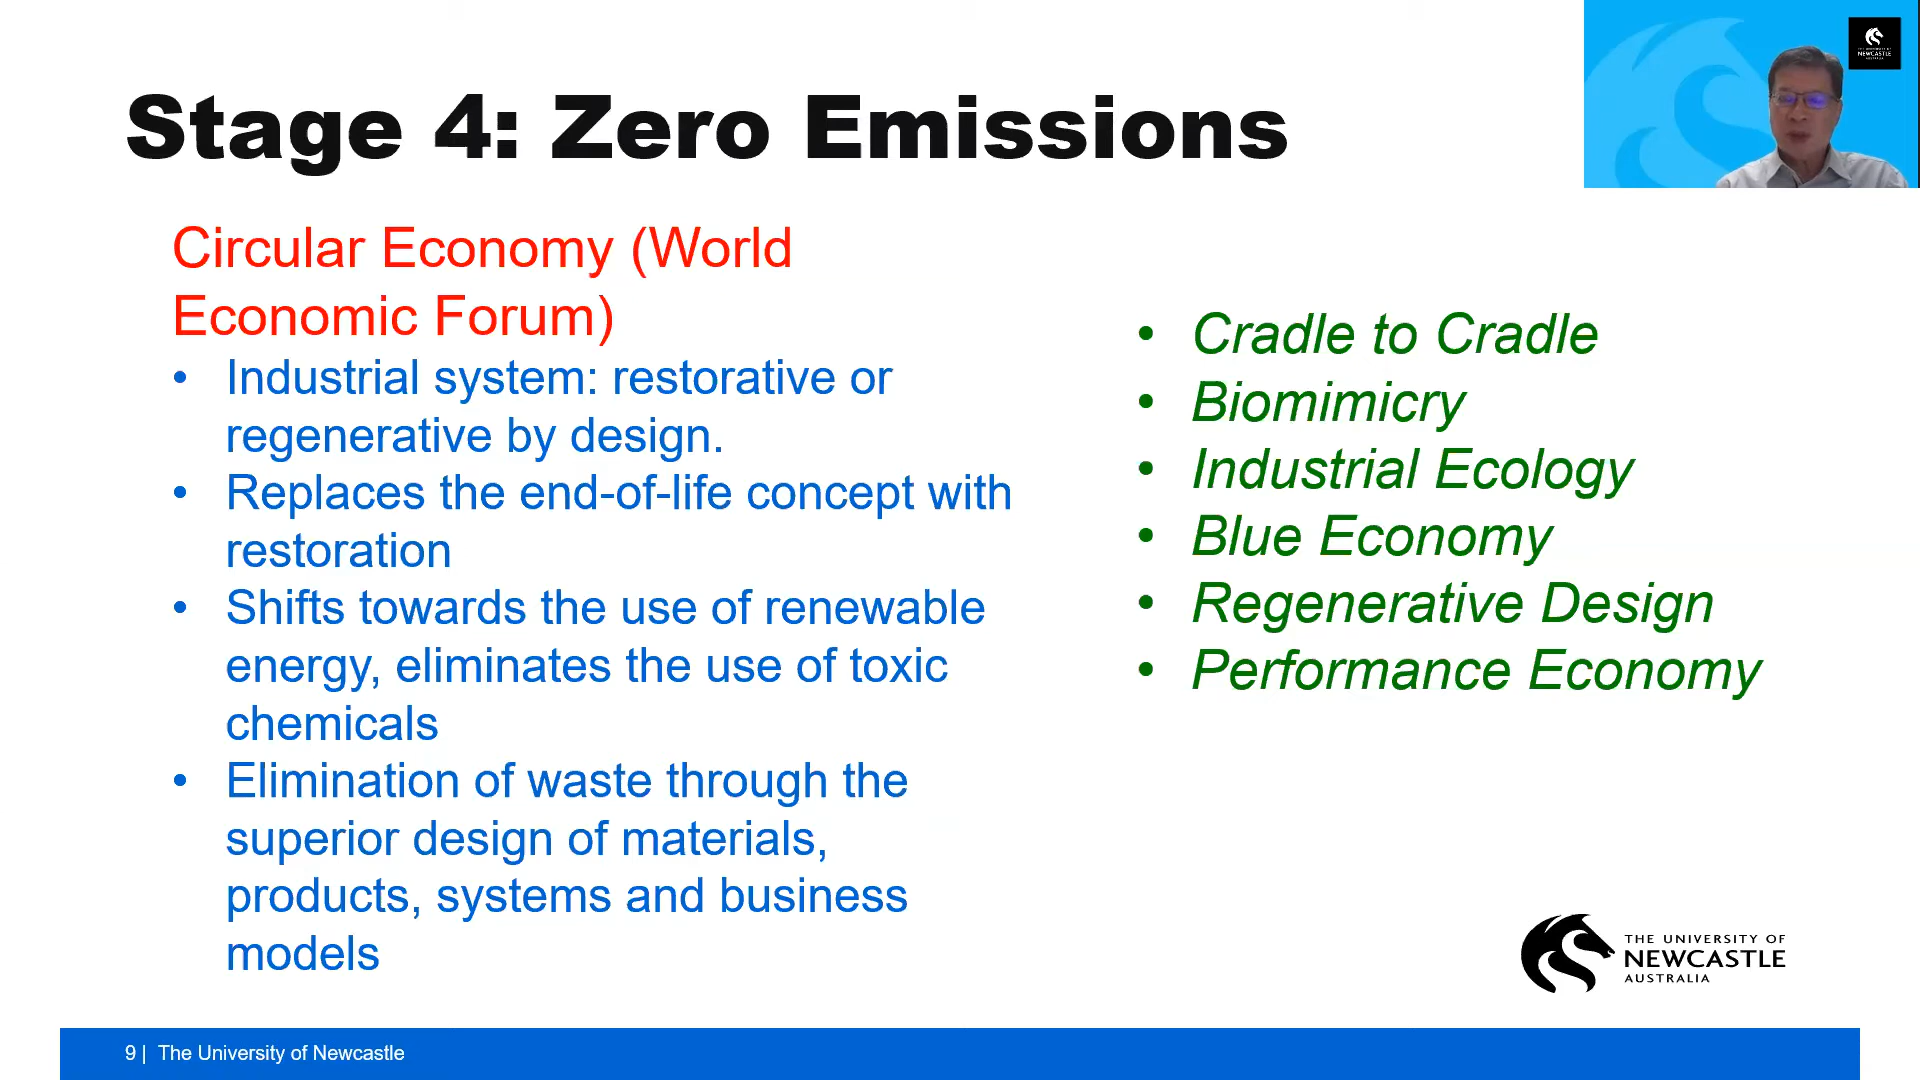 Stage 4: Zero Emissions
Circular Economy (World
Economic Forum)
• Industrial system: restorative or
regenerative by design.
• Replaces the end-of-life concept with
restoration
• Shifts towards the use of renewable
energy, eliminates the use of toxic
chemicals
• Elimination of waste through the
superior design of materials,
products, systems and business
models
• Cradle to Cradle
• Biomimicry
• Industrial Ecology
• Blue Economy
• Regenerative Design
• Performance Economy
THE UNIVERSITY OF
NEWCASTLE
AUSTRALIA
9 | The University of Newcastle
NEWCASTLE